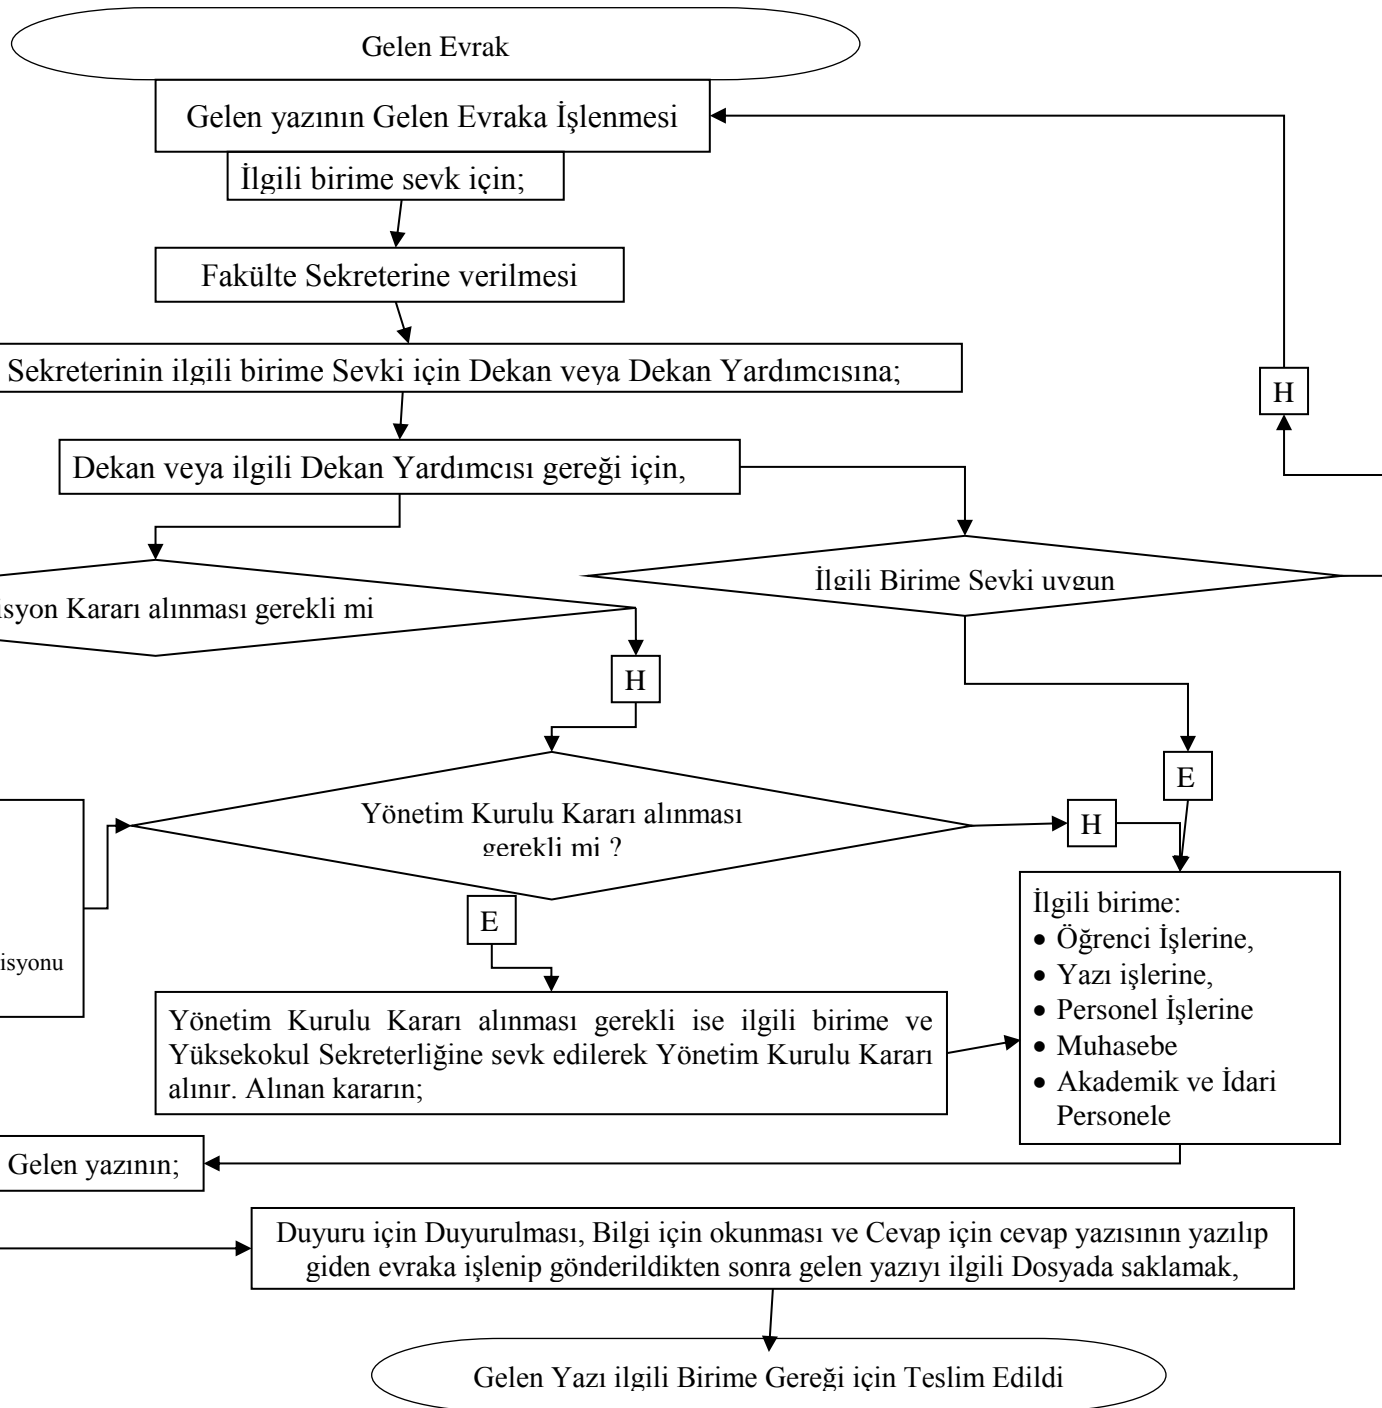 Gelen Evrak
Gelen yazının Gelen Evraka İşlenmesi
İlgili birime sevk için;
Fakülte Sekreterine verilmesi
Sekreterinin ilgili birime Sevki için Dekan veya Dekan Yardımcısına;
H
Dekan veya ilgili Dekan Yardımcısı gereği için,
İlgili Birime Sevki uygun
isyon Kararı alınması gerekli mi
H
E
Yönetim Kurulu Kararı alınması
gerekli mi ?
H
E
isyonu
İlgili birime:
• Öğrenci İşlerine,
• Yazı işlerine,
• Personel İşlerine
• Muhasebe
• Akademik ve İdari
Personele
Yönetim Kurulu Kararı alınması gerekli ise ilgili birime ve
Yüksekokul Sekreterliğine sevk edilerek Yönetim Kurulu Kararı
alınır. Alınan kararın;
Gelen yazının;
Duyuru için Duyurulması, Bilgi için okunması ve Cevap için cevap yazısının yazılıp
giden evraka işlenip gönderildikten sonra gelen yazıyı ilgili Dosyada saklamak,
Gelen Yazı ilgili Birime Gereği için Teslim Edildi